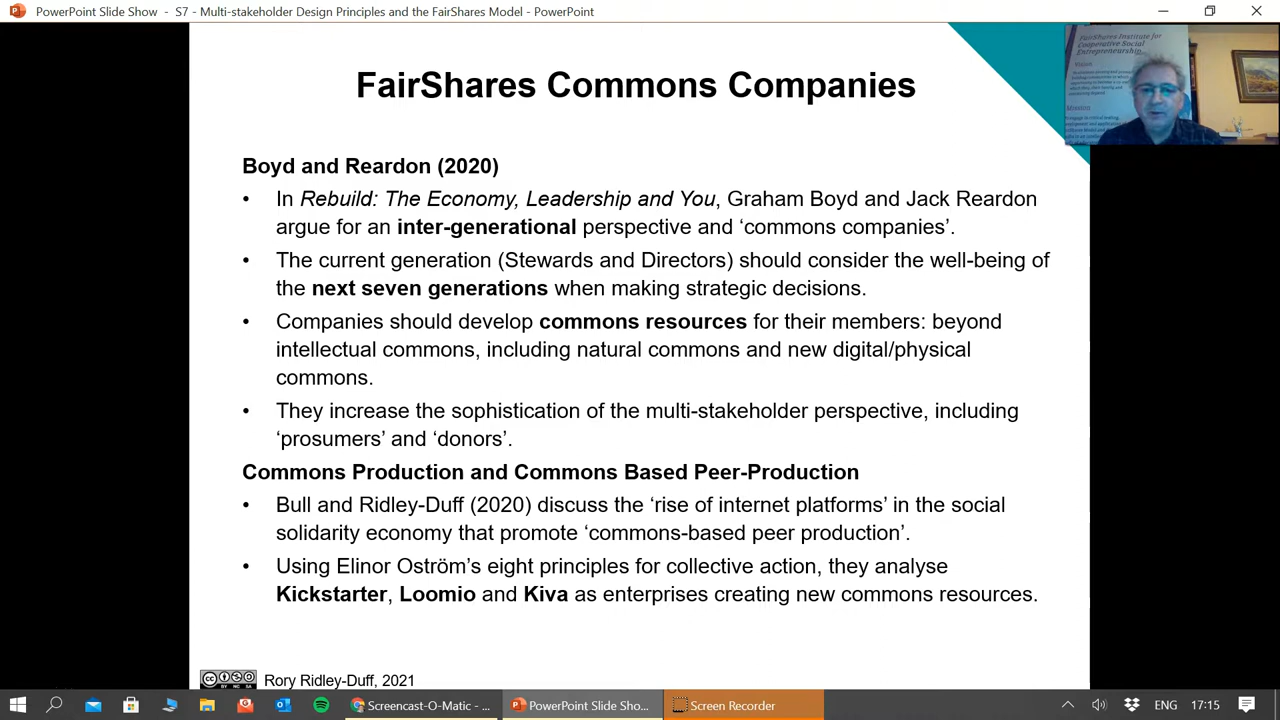 PowerPoint Slide Show - S7 - Multi-stakeholder Design Principles and the FairShares Model - PowerPoint
FairShares Institute for
Cooperative Social
Entrepreneurship
Mission
FairShares Commons Companies
Boyd and Reardon (2020)
• In Rebuild: The Economy, Leadership and You, Graham Boyd and Jack Reardon
argue for an inter-generational perspective and ‘commons companies’.
• The current generation (Stewards and Directors) should consider the well-being of
the next seven generations when making strategic decisions.
• Companies should develop commons resources for their members: beyond
intellectual commons, including natural commons and new digital/physical
commons.
• They increase the sophistication of the multi-stakeholder perspective, including
‘prosumers’ and ‘donors’.
Commons Production and Commons Based Peer-Production
• Bull and Ridley-Duff (2020) discuss the ‘rise of internet platforms’ in the social
solidarity economy that promote ‘commons-based peer production’.
• Using Elinor Oström’s eight principles for collective action, they analyse
Kickstarter, Loomio and Kiva as enterprises creating new commons resources.
cc BY NC SA
Rory Ridley-Duff, 2021
Screencast-O-Matic - ...
PowerPoint Slide Sho...
Screen Recorder
ENG
17:15